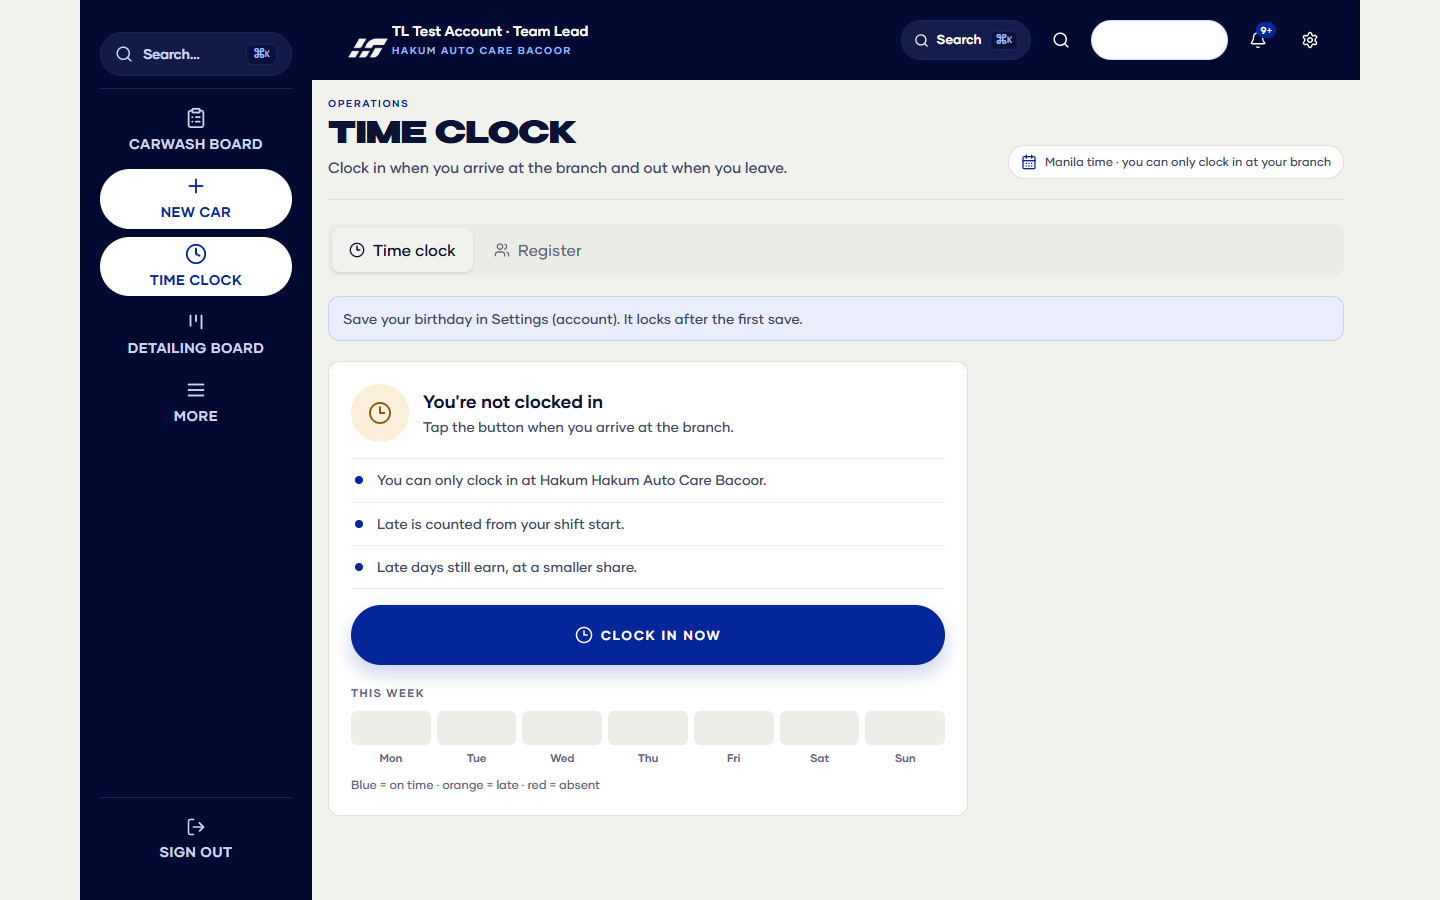 Search...
⌘K
CARWASH BOARD
NEW CAR
TIME CLOCK
DETAILING BOARD
MORE
SIGN OUT
TL Test Account · Team Lead
HAKUM AUTO CARE BACOOR
Search
⌘K
9+
OPERATIONS
TIME CLOCK
Clock in when you arrive at the branch and out when you leave.
Manila time · you can only clock in at your branch
Time clock
Register
Save your birthday in Settings (account). It locks after the first save.
You're not clocked in
Tap the button when you arrive at the branch.
You can only clock in at Hakum Hakum Auto Care Bacoor.
Late is counted from your shift start.
Late days still earn, at a smaller share.
CLOCK IN NOW
THIS WEEK
Mon Tue Wed Thu Fri Sat Sun
Blue = on time · orange = late · red = absent